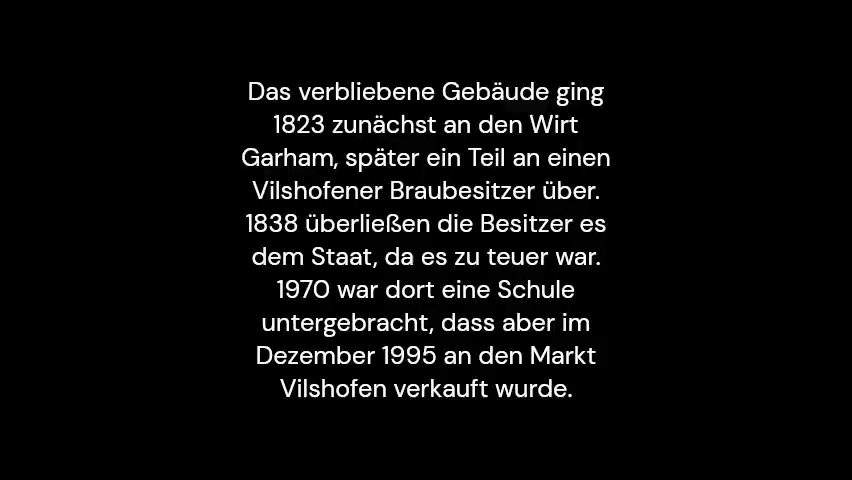 Das verbliebene Gebäude ging
1823 zunächst an den Wirt
Garham, später ein Teil an einen
Vilshofener Braubesitzer über.
1838 überließen die Besitzer es
dem Staat, da es zu teuer war.
1970 war dort eine Schule
untergebracht, dass aber im
Dezember 1995 an den Markt
Vilshofen verkauft wurde.